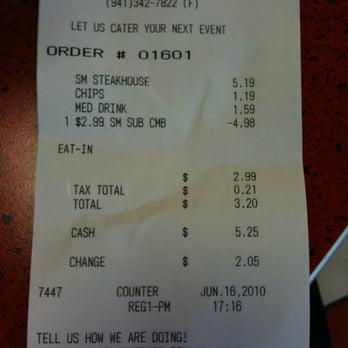 (941)342-7822 (F)
LET US CATER YOUR NEXT EVENT
ORDER # 01601
SM STEAKHOUSE 5.19
CHIPS 1.19
MED DRINK 1.59
1 $2.99 SM SUB CMB -4.98
EAT-IN
$ 2.99
TAX TOTAL $ 0.21
TOTAL $ 3.20
CASH $ 5.25
CHANGE $ 2.05
7447 COUNTER JUN.16,2010
REG1-PM 17:16
TELL US HOW WE ARE DOING!